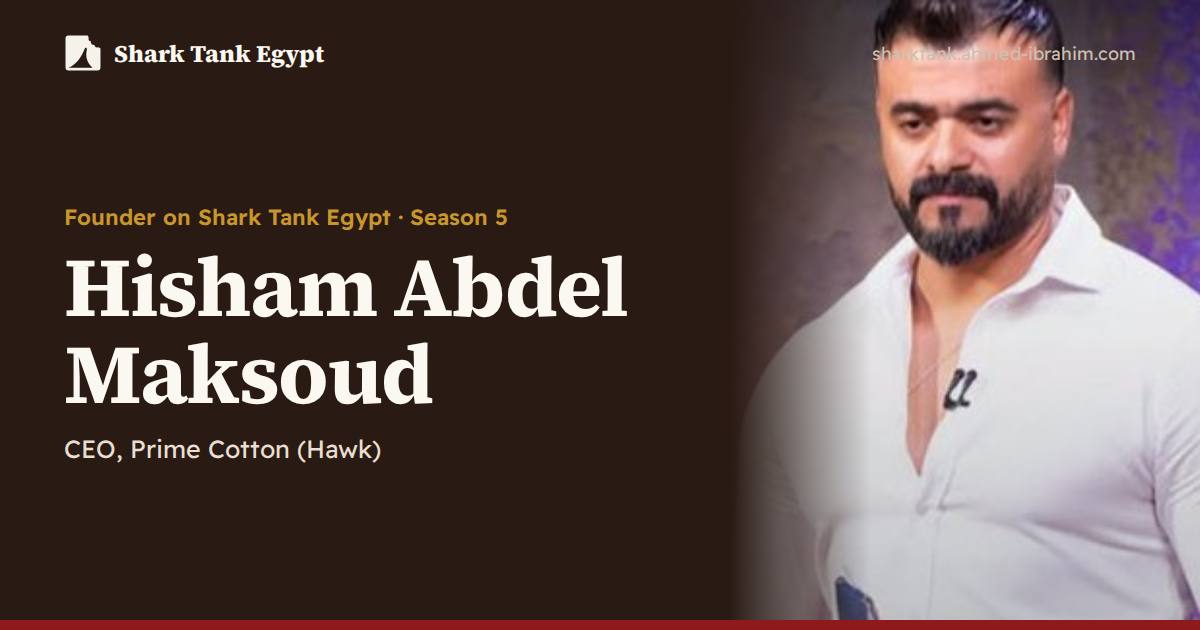 Shark Tank Egypt
sharktank.ahmed-ibrahim.com
Founder on Shark Tank Egypt · Season 5
Hisham Abdel
Maksoud
CEO, Prime Cotton (Hawk)